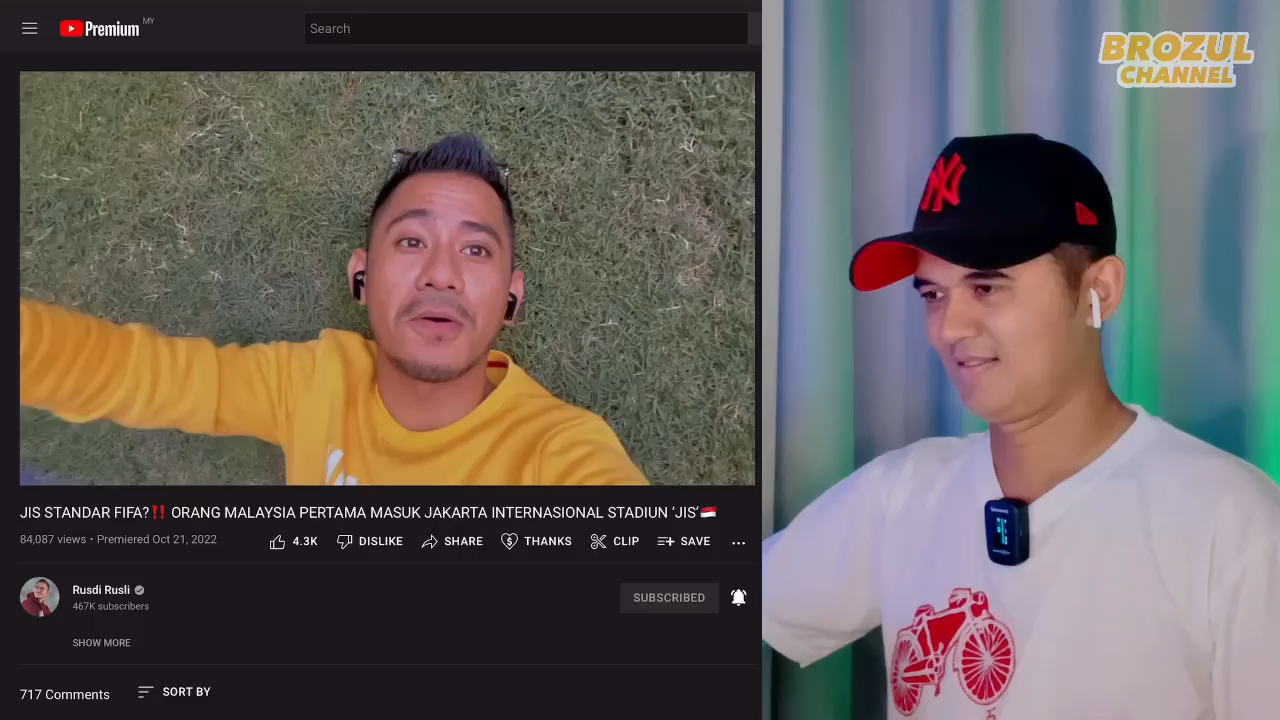 Premium MY
Search
BROZUL
CHANNEL
NY
JIS STANDAR FIFA?‼️ ORANG MALAYSIA PERTAMA MASUK JAKARTA INTERNASIONAL STADIUN ‘JIS’🇮🇩
84,087 views • Premiered Oct 21, 2022
4.3K DISLIKE SHARE THANKS CLIP SAVE ...
Rusdi Rusli
467K subscribers
SUBSCRIBED
SHOW MORE
717 Comments SORT BY